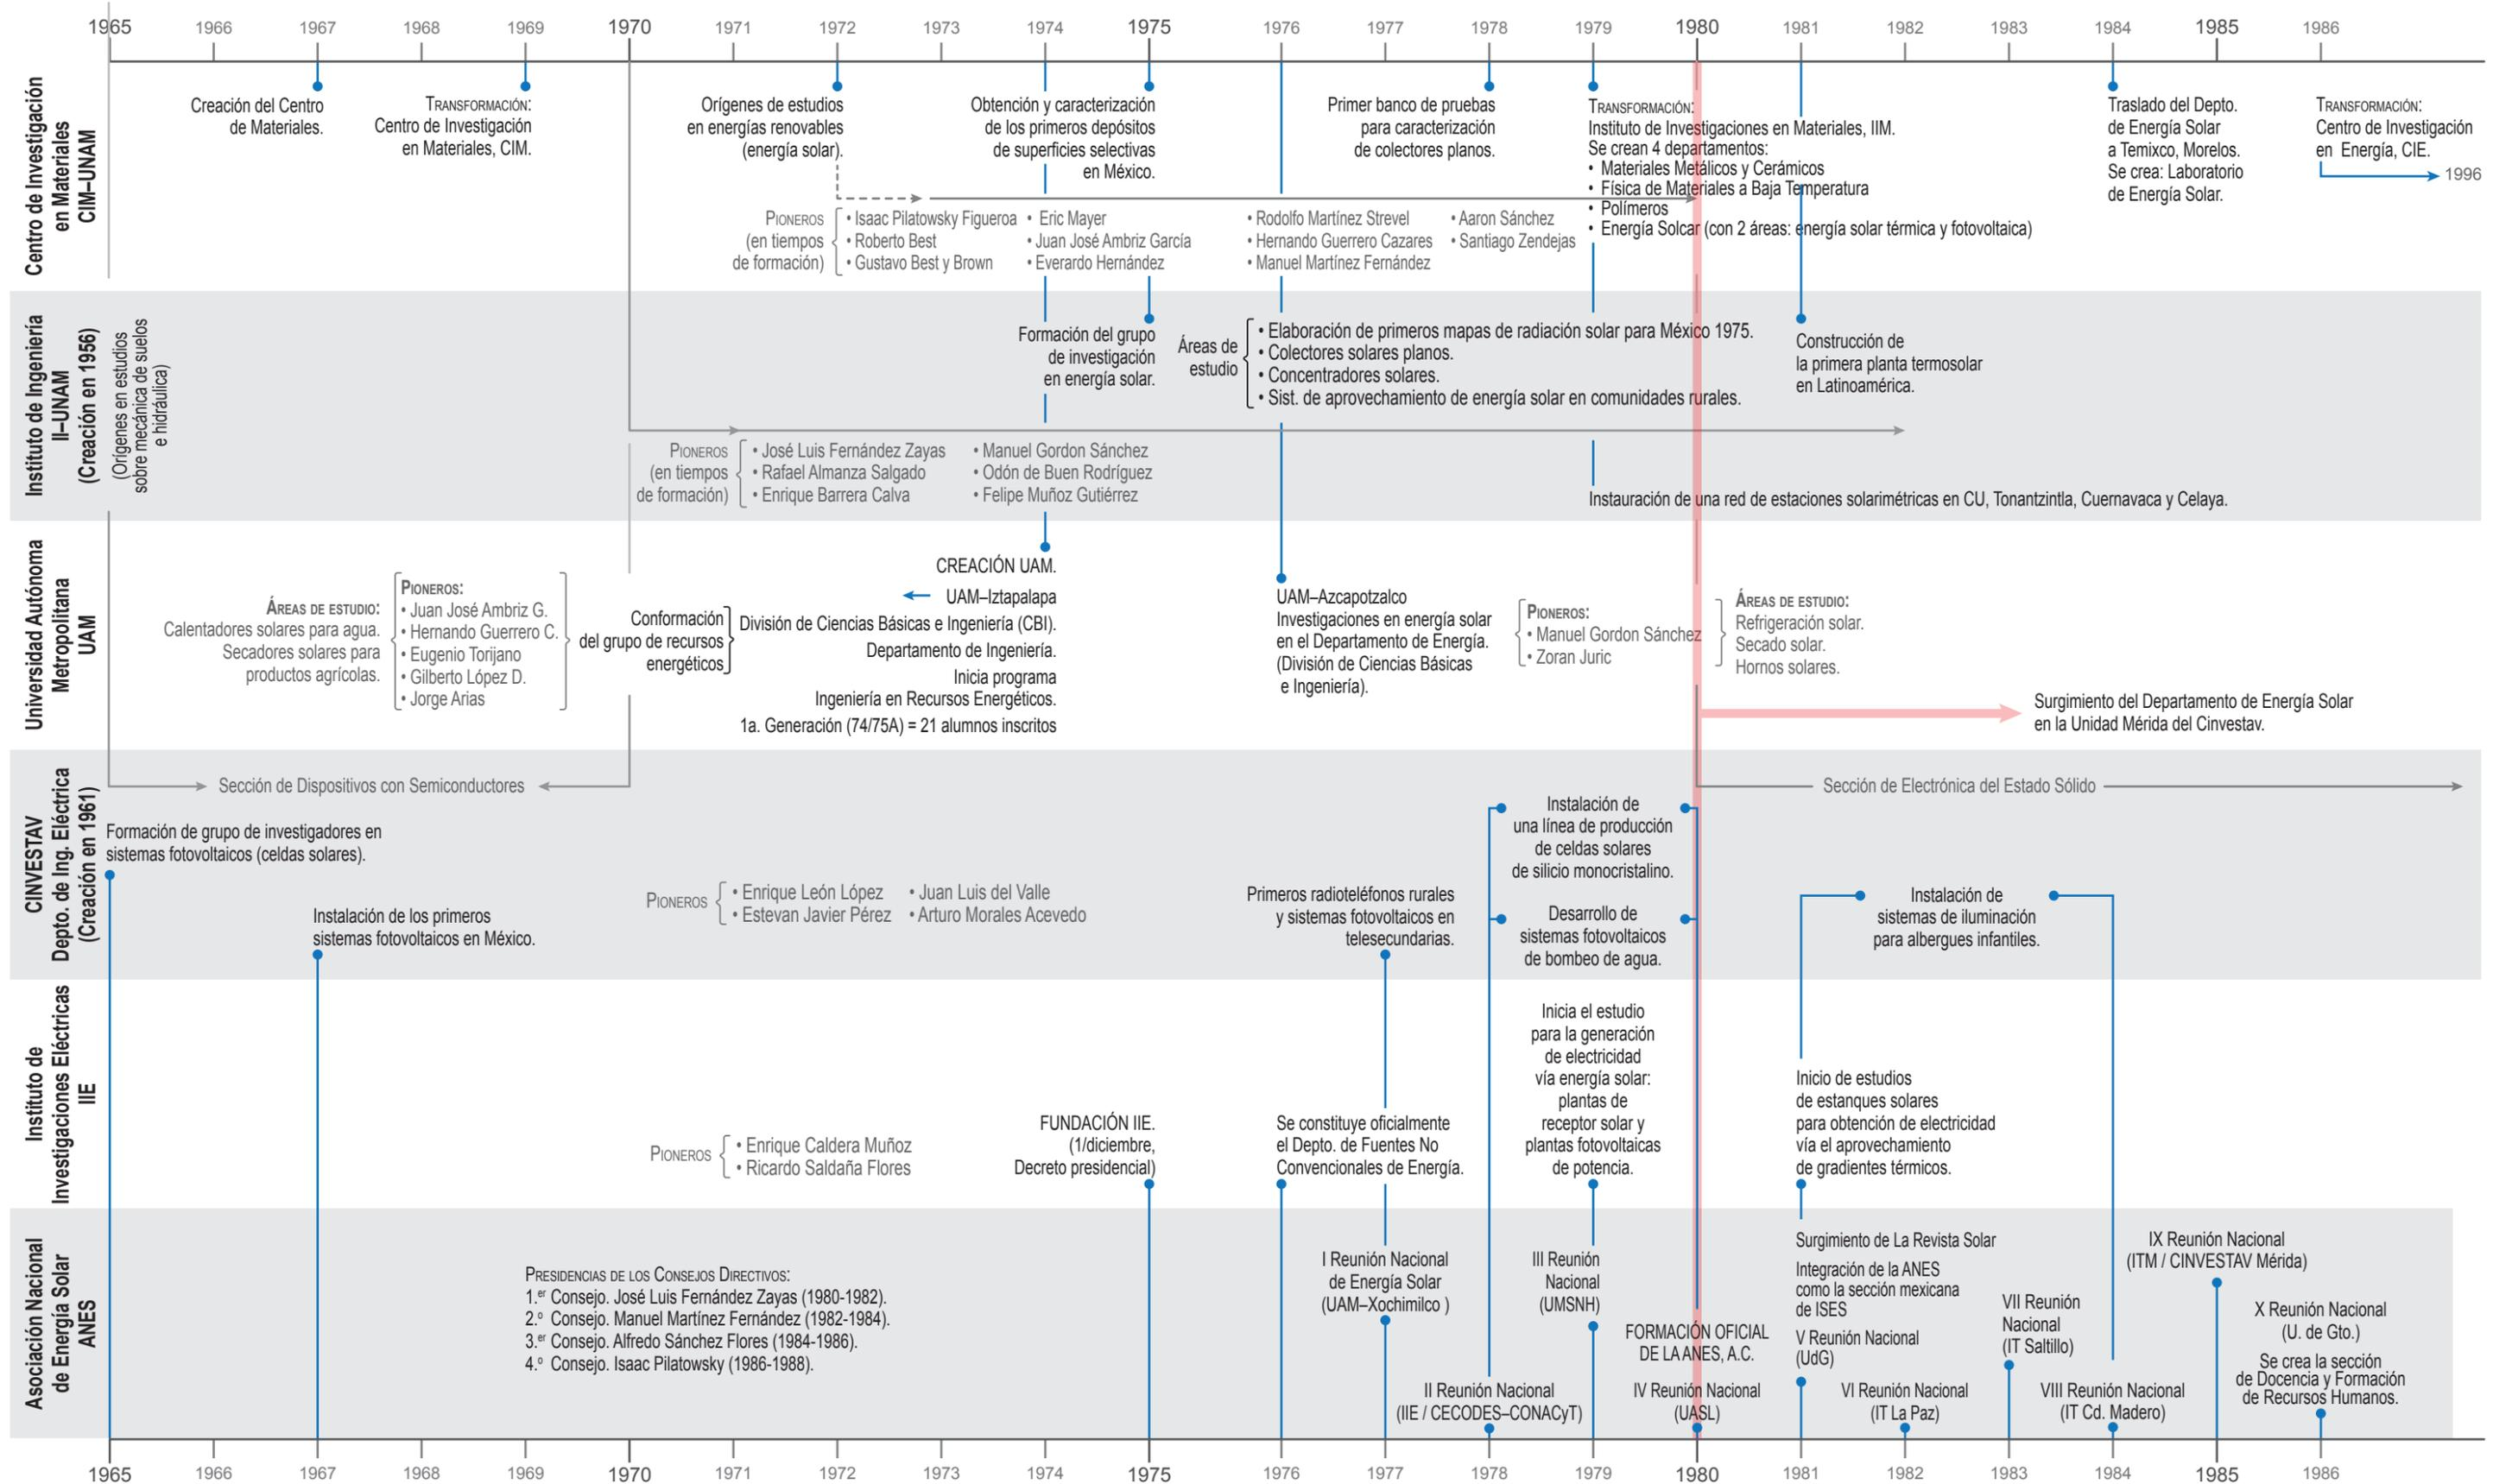 1965 1966 1967 1968 1969 1970 1971 1972 1973 1974 1975 1976 1977 1978 1979 1980 1981 1982 1983 1984 1985 1986
Centro de Investigación
en Materiales
CIM–UNAM
Creación del Centro
de Materiales.
Transformación:
Centro de Investigación
en Materiales, CIM.
Orígenes de estudios
en energías renovables
(energía solar).
Obtención y caracterización
de los primeros depósitos
de superficies selectivas
en México.
Primer banco de pruebas
para caracterización
de colectores planos.
Transformación:
Instituto de Investigaciones en Materiales, IIM.
Se crean 4 departamentos:
• Materiales Metálicos y Cerámicos
• Física de Materiales a Baja Temperatura
• Polímeros
• Energía Solcar (con 2 áreas: energía solar térmica y fotovoltaica)
Traslado del Depto.
de Energía Solar
a Temixco, Morelos.
Se crea: Laboratorio
de Energía Solar.
Transformación:
Centro de Investigación
en Energía, CIE.
1996
Pioneros
(en tiempos
de formación)
• Isaac Pilatowsky Figueroa
• Roberto Best
• Gustavo Best y Brown
• Eric Mayer
• Juan José Ambriz García
• Everardo Hernández
• Rodolfo Martínez Strevel
• Hernando Guerrero Cazares
• Manuel Martínez Fernández
• Aaron Sánchez
• Santiago Zendejas
Instituto de Ingeniería
II–UNAM
(Creación en 1956)
(Orígenes en estudios
sobre mecánica de suelos
e hidráulica)
Formación del grupo
de investigación
en energía solar.
Áreas de
estudio
• Elaboración de primeros mapas de radiación solar para México 1975.
• Colectores solares planos.
• Concentradores solares.
• Sist. de aprovechamiento de energía solar en comunidades rurales.
Construcción de
la primera planta termosolar
en Latinoamérica.
Pioneros
(en tiempos
de formación)
• José Luis Fernández Zayas
• Rafael Almanza Salgado
• Enrique Barrera Calva
• Manuel Gordon Sánchez
• Odón de Buen Rodríguez
• Felipe Muñoz Gutiérrez
Instauración de una red de estaciones solarimétricas en CU, Tonantzintla, Cuernavaca y Celaya.
Universidad Autónoma
Metropolitana
UAM
Áreas de estudio:
Calentadores solares para agua.
Secadores solares para
productos agrícolas.
Pioneros:
• Juan José Ambriz G.
• Hernando Guerrero C.
• Eugenio Torijano
• Gilberto López D.
• Jorge Arias
Conformación
del grupo de recursos
energéticos
CREACIÓN UAM.
UAM–Iztapalapa
División de Ciencias Básicas e Ingeniería (CBI).
Departamento de Ingeniería.
Inicia programa
Ingeniería en Recursos Energéticos.
1a. Generación (74/75A) = 21 alumnos inscritos
UAM–Azcapotzalco
Investigaciones en energía solar
en el Departamento de Energía.
(División de Ciencias Básicas
e Ingeniería).
Pioneros:
• Manuel Gordon Sánchez
• Zoran Juric
Áreas de estudio:
Refrigeración solar.
Secado solar.
Hornos solares.
Surgimiento del Departamento de Energía Solar
en la Unidad Mérida del Cinvestav.
CINVESTAV
Depto. de Ing. Eléctrica
(Creación en 1961)
Sección de Dispositivos con Semiconductores
Sección de Electrónica del Estado Sólido
Formación de grupo de investigadores en
sistemas fotovoltaicos (celdas solares).
Instalación de los primeros
sistemas fotovoltaicos en México.
Pioneros
• Enrique León López
• Estevan Javier Pérez
• Juan Luis del Valle
• Arturo Morales Acevedo
Primeros radioteléfonos rurales
y sistemas fotovoltaicos en
telesecundarias.
Instalación de
una línea de producción
de celdas solares
de silicio monocristalino.
Desarrollo de
sistemas fotovoltaicos
de bombeo de agua.
Instalación de
sistemas de iluminación
para albergues infantiles.
Instituto de
Investigaciones Eléctricas
IIE
Pioneros
• Enrique Caldera Muñoz
• Ricardo Saldaña Flores
FUNDACIÓN IIE.
(1/diciembre,
Decreto presidencial)
Se constituye oficialmente
el Depto. de Fuentes No
Convencionales de Energía.
Inicia el estudio
para la generación
de electricidad
vía energía solar:
plantas de
receptor solar y
plantas fotovoltaicas
de potencia.
Inicio de estudios
de estanques solares
para obtención de electricidad
vía el aprovechamiento
de gradientes térmicos.
Asociación Nacional
de Energía Solar
ANES
Presidencias de los Consejos Directivos:
1.er Consejo. José Luis Fernández Zayas (1980-1982).
2.º Consejo. Manuel Martínez Fernández (1982-1984).
3.er Consejo. Alfredo Sánchez Flores (1984-1986).
4.º Consejo. Isaac Pilatowsky (1986-1988).
I Reunión Nacional
de Energía Solar
(UAM–Xochimilco )
II Reunión Nacional
(IIE / CECODES–CONACyT)
III Reunión
Nacional
(UMSNH)
FORMACIÓN OFICIAL
DE LA ANES, A.C.
IV Reunión Nacional
(UASL)
Surgimiento de La Revista Solar
Integración de la ANES
como la sección mexicana
de ISES
V Reunión Nacional
(UdG)
VI Reunión Nacional
(IT La Paz)
VII Reunión
Nacional
(IT Saltillo)
VIII Reunión Nacional
(IT Cd. Madero)
IX Reunión Nacional
(ITM / CINVESTAV Mérida)
X Reunión Nacional
(U. de Gto.)
Se crea la sección
de Docencia y Formación
de Recursos Humanos.
1965 1966 1967 1968 1969 1970 1971 1972 1973 1974 1975 1976 1977 1978 1979 1980 1981 1982 1983 1984 1985 1986